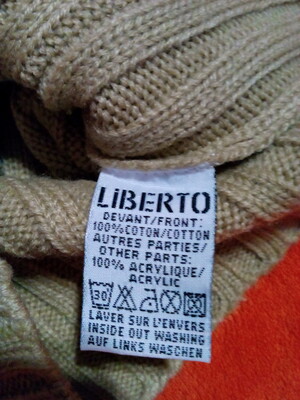 LiBERTO
DEVANT/FRONT:
100%COTON/COTTON
AUTRES PARTIES/
OTHER PARTS:
100% ACRYLIQUE/
ACRYLIC
30
LAVER SUR L'ENVERS
INSIDE OUT WASHING
AUF LINKS WASCHEN